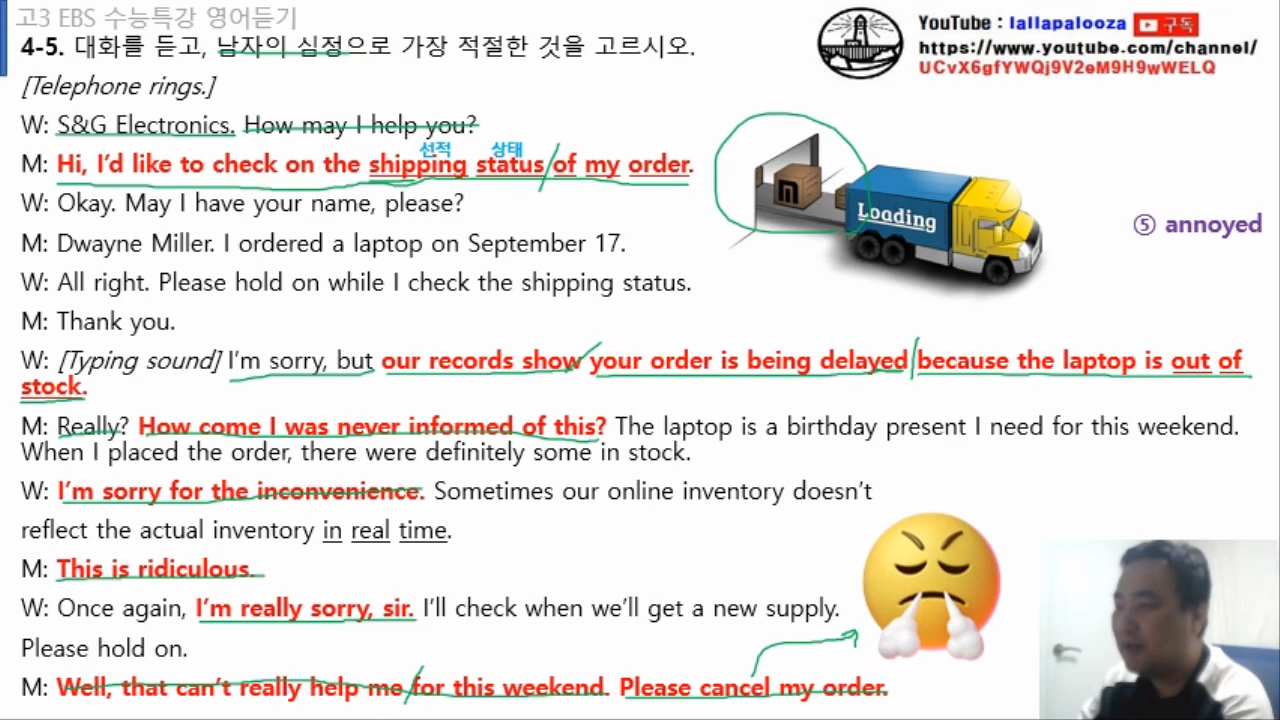 고3 EBS 수능특강 영어듣기
4-5. 대화를 듣고, 남자의 심정으로 가장 적절한 것을 고르시오.
YouTube : lallapalooza 구독
https://www.youtube.com/channel/
UCvX6gfYWQj9V2eM9H9wWELQ
[Telephone rings.]
W: S&G Electronics. How may I help you?
선적 상태
M: Hi, I'd like to check on the shipping status of my order.
W: Okay. May I have your name, please?
Loading
⑤ annoyed
M: Dwayne Miller. I ordered a laptop on September 17.
W: All right. Please hold on while I check the shipping status.
M: Thank you.
W: [Typing sound] I'm sorry, but our records show your order is being delayed because the laptop is out of
stock.
M: Really? How come I was never informed of this? The laptop is a birthday present I need for this weekend.
When I placed the order, there were definitely some in stock.
W: I'm sorry for the inconvenience. Sometimes our online inventory doesn't
reflect the actual inventory in real time.
M: This is ridiculous.
W: Once again, I'm really sorry, sir. I'll check when we'll get a new supply.
Please hold on.
M: Well, that can't really help me for this weekend. Please cancel my order.